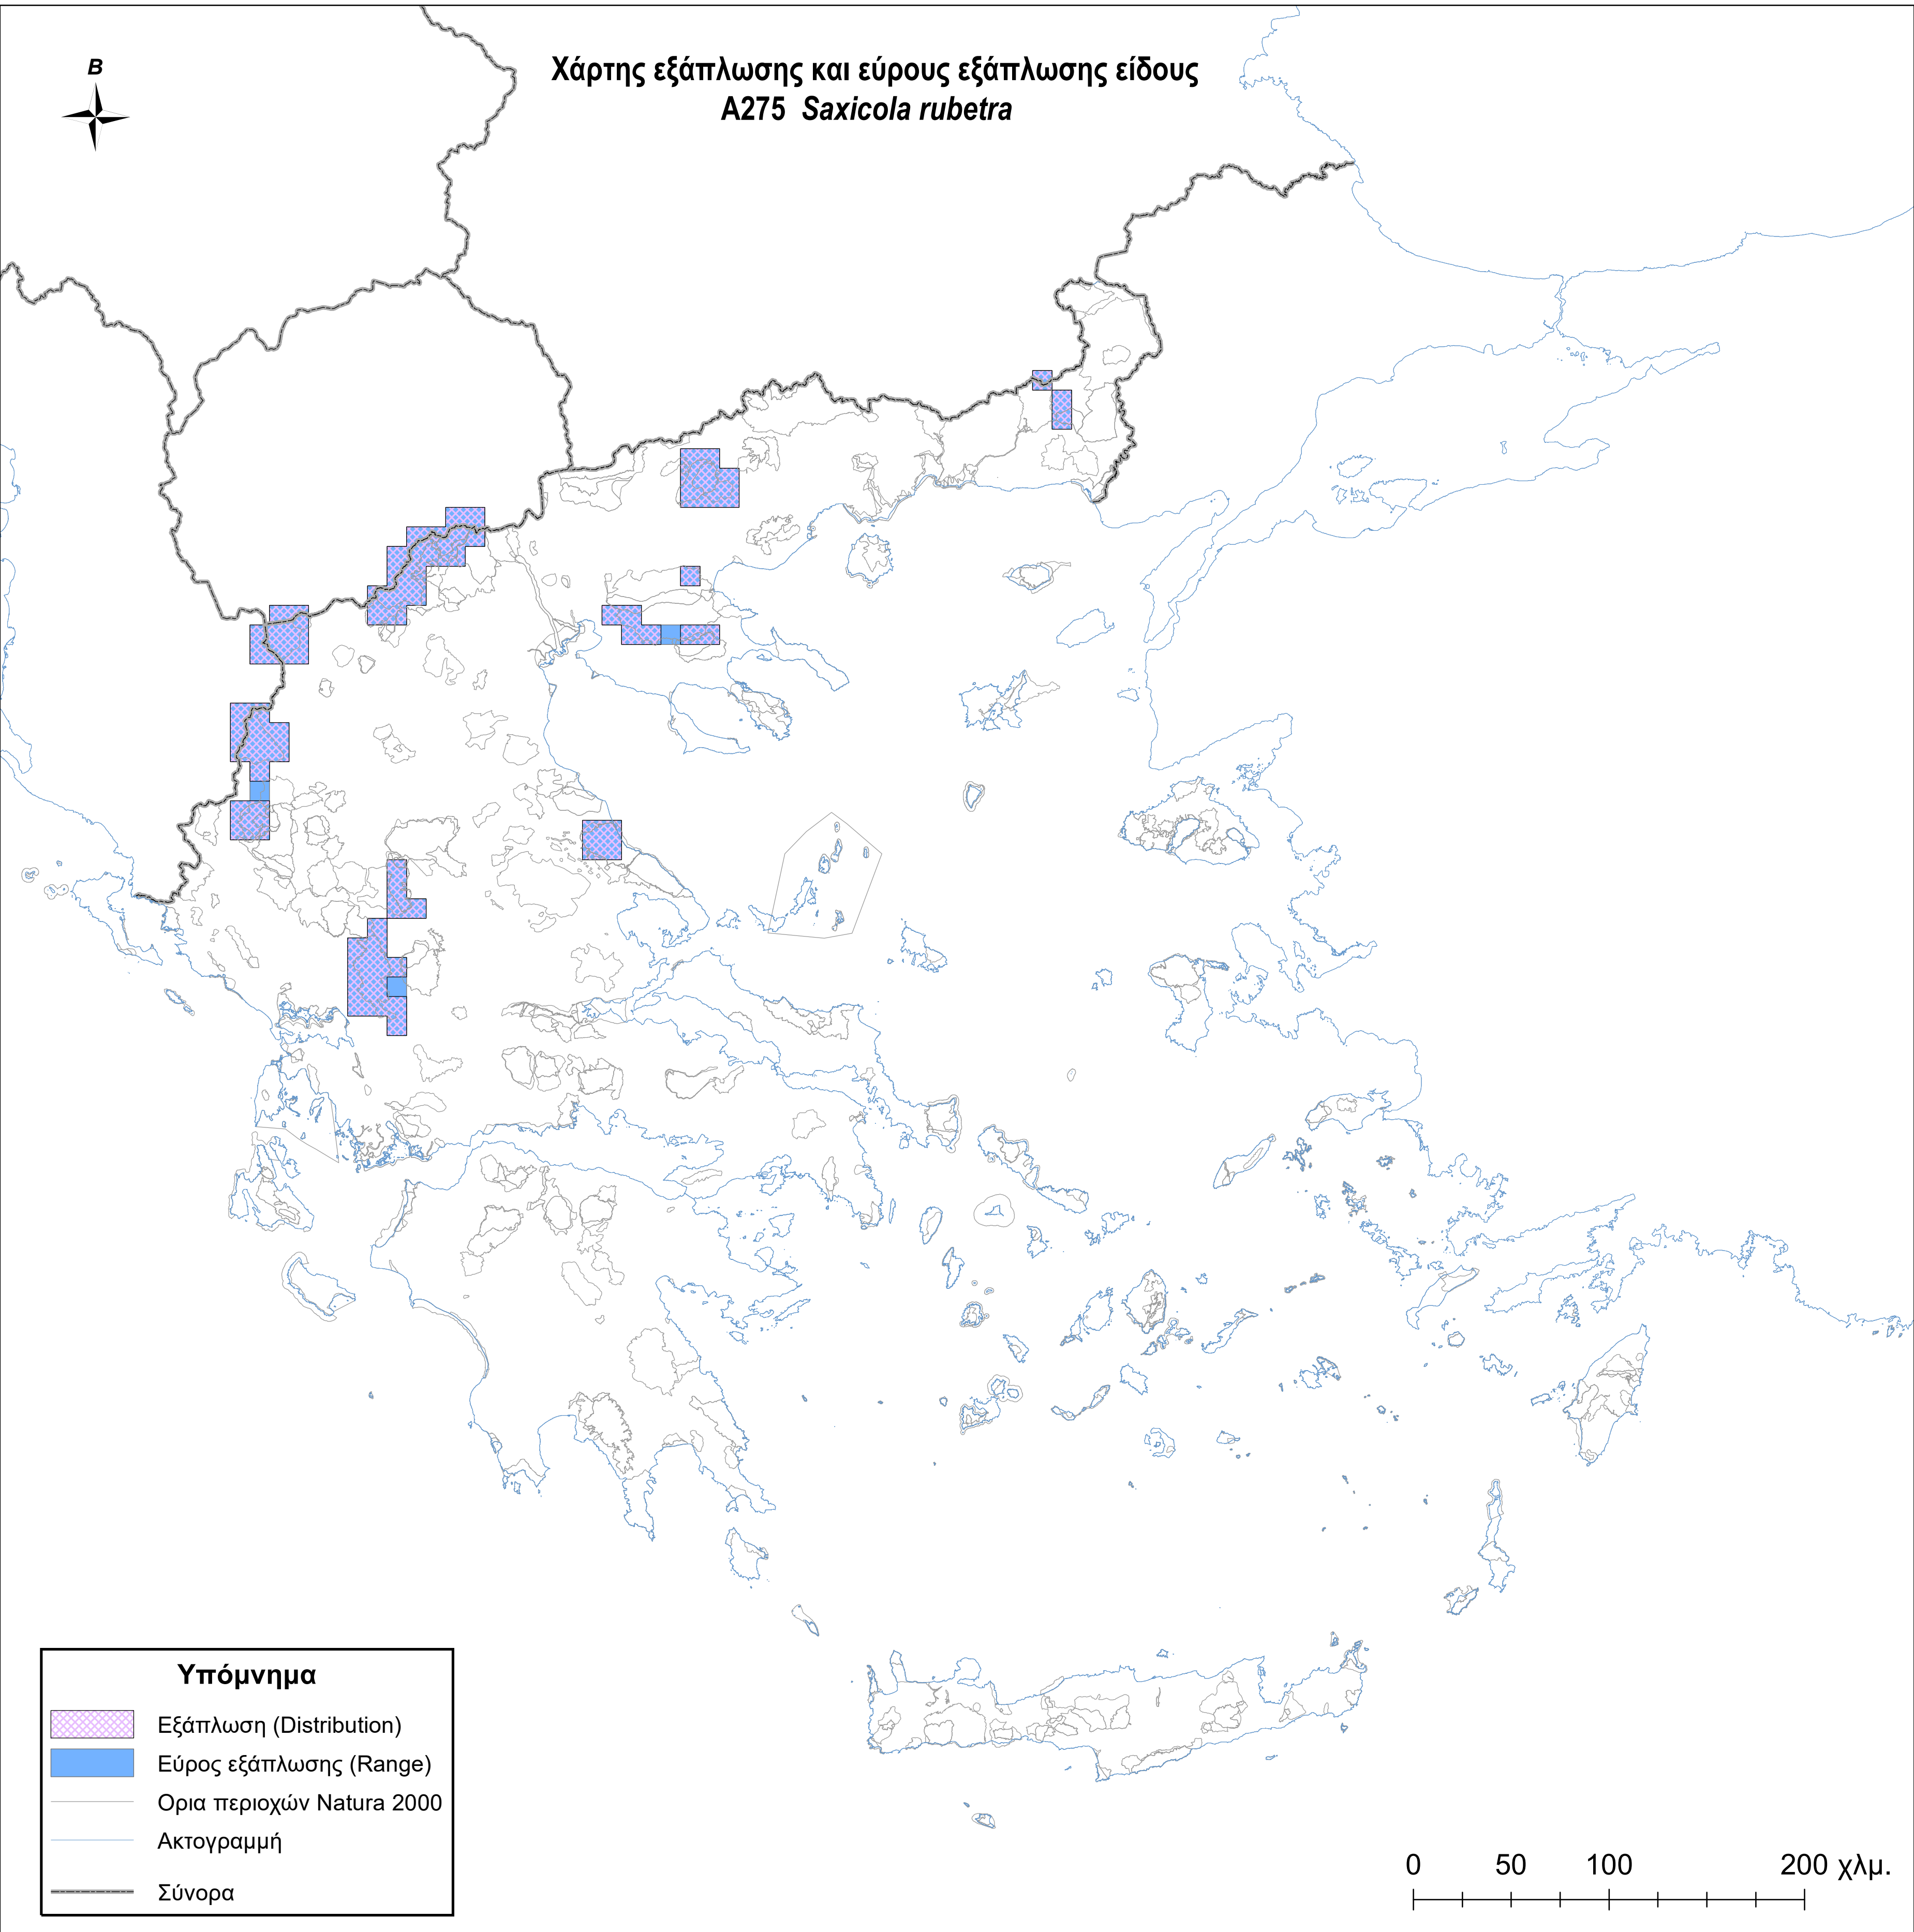 Χάρτης εξάπλωσης και εύρους εξάπλωσης είδους
A275 Saxicola rubetra
B
Υπόμνημα
Εξάπλωση (Distribution)
Εύρος εξάπλωσης (Range)
Ορια περιοχών Natura 2000
Ακτογραμμή
Σύνορα
0 50 100 200 χλμ.